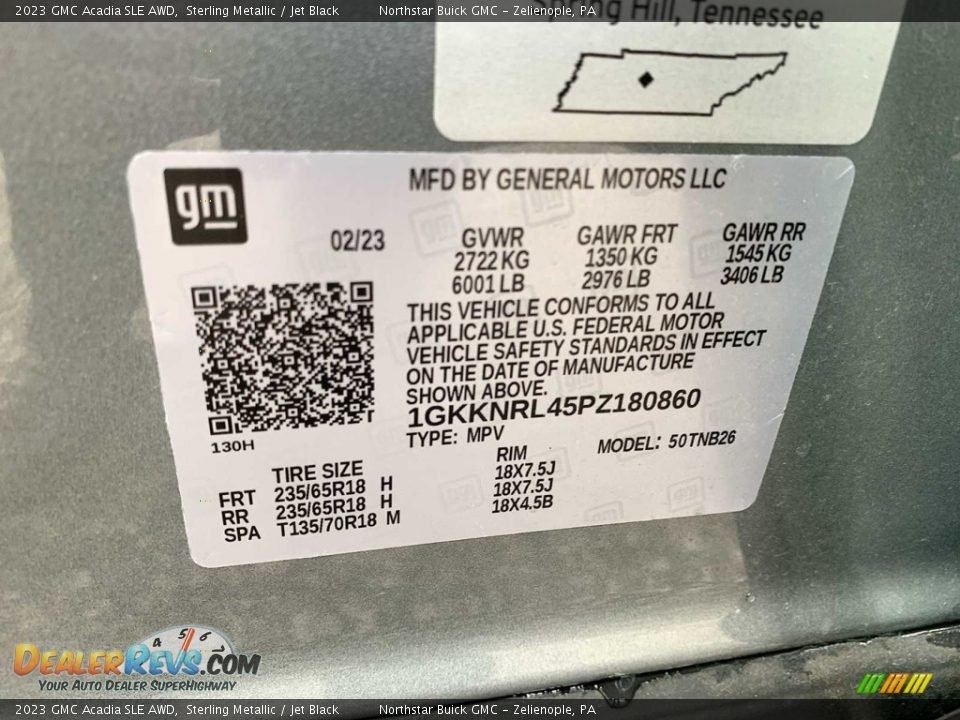 2023 GMC Acadia SLE AWD, Sterling Metallic / Jet Black Northstar Buick GMC – Zelienople, PA
Spring Hill, Tennessee
gm
MFD BY GENERAL MOTORS LLC
02/23 GVWR GAWR FRT GAWR RR
2722 KG 1350 KG 1545 KG
6001 LB 2976 LB 3406 LB
THIS VEHICLE CONFORMS TO ALL
APPLICABLE U.S. FEDERAL MOTOR
VEHICLE SAFETY STANDARDS IN EFFECT
ON THE DATE OF MANUFACTURE
SHOWN ABOVE.
1GKKNRL45PZ180860
130H
TYPE: MPV MODEL: 50TNB26
TIRE SIZE RIM
FRT 235/65R18 H 18X7.5J
RR 235/65R18 H 18X7.5J
SPA T135/70R18 M 18X4.5B
4 5 6
DEALERREVS.COM
YOUR AUTO DEALER SUPERHIGHWAY
2023 GMC Acadia SLE AWD, Sterling Metallic / Jet Black Northstar Buick GMC – Zelienople, PA